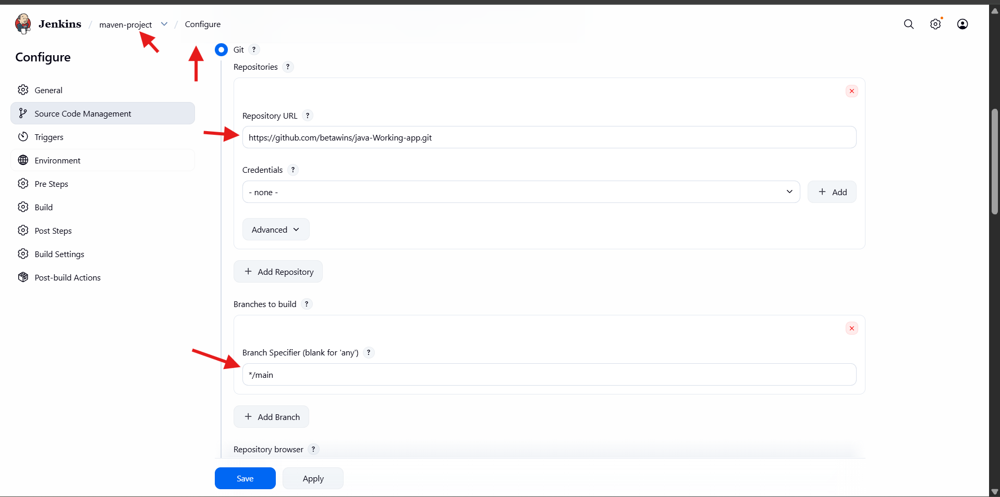 Jenkins / maven-project / Configure
Configure
General
Source Code Management
Triggers
Environment
Pre Steps
Build
Post Steps
Build Settings
Post-build Actions
Git ?
Repositories ?
Repository URL ?
https://github.com/betawins/java-Working-app.git
Credentials ?
- none -
+ Add
Advanced
+ Add Repository
Branches to build ?
Branch Specifier (blank for 'any') ?
*/main
+ Add Branch
Repository browser ?
Save Apply